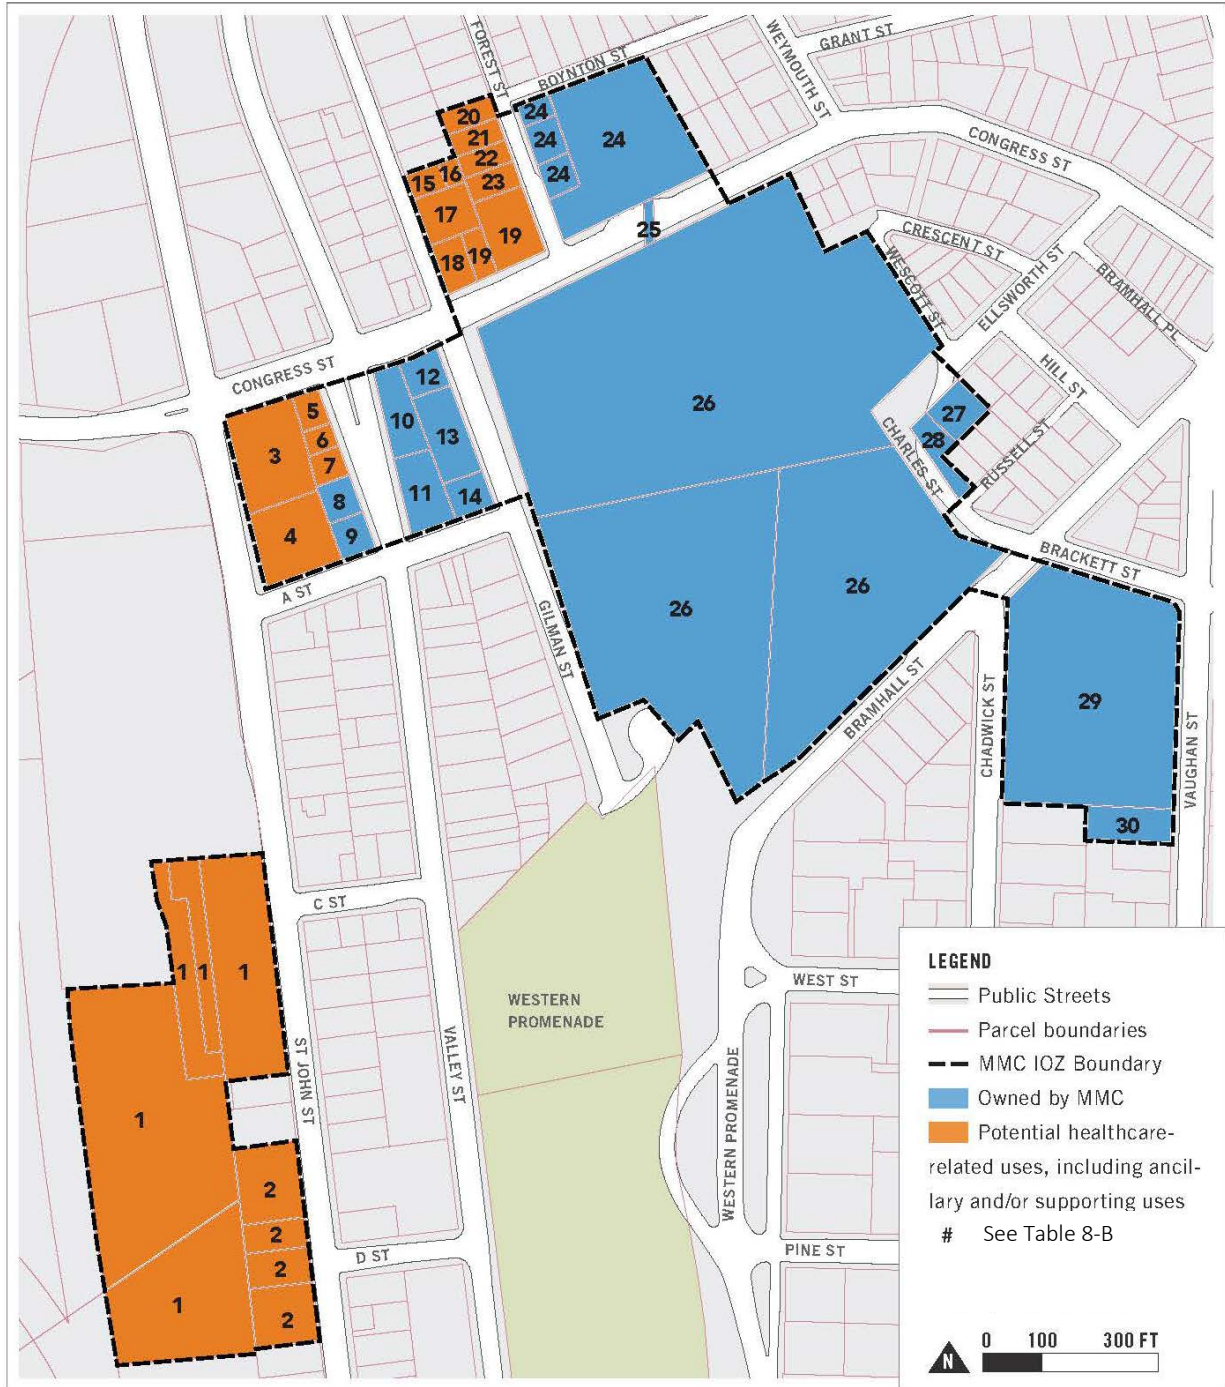 FOREST ST
BOYNTON ST
WEYMOUTH ST
GRANT ST
CONGRESS ST
20
21
22
23
15
16
17
18
19
19
24
24
24
24
25
CRESCENT ST
WESCOTT ST
ELLSWORTH ST
BRAMHALL PL
HILL ST
RUSSELL ST
CONGRESS ST
3
5
6
7
8
4
9
10
12
13
11
14
26
26
26
27
28
CHARLES ST
BRACKETT ST
A ST
GILMAN ST
BRAMHALL ST
CHADWICK ST
29
30
VAUGHAN ST
C ST
1
1
1
1
1
2
2
2
2
ST JOHN ST
VALLEY ST
D ST
WESTERN
PROMENADE
WEST ST
WESTERN PROMENADE
PINE ST
LEGEND
Public Streets
Parcel boundaries
MMC IOZ Boundary
Owned by MMC
Potential healthcare-
related uses, including ancil-
lary and/or supporting uses
# See Table 8-B
N
0 100 300 FT